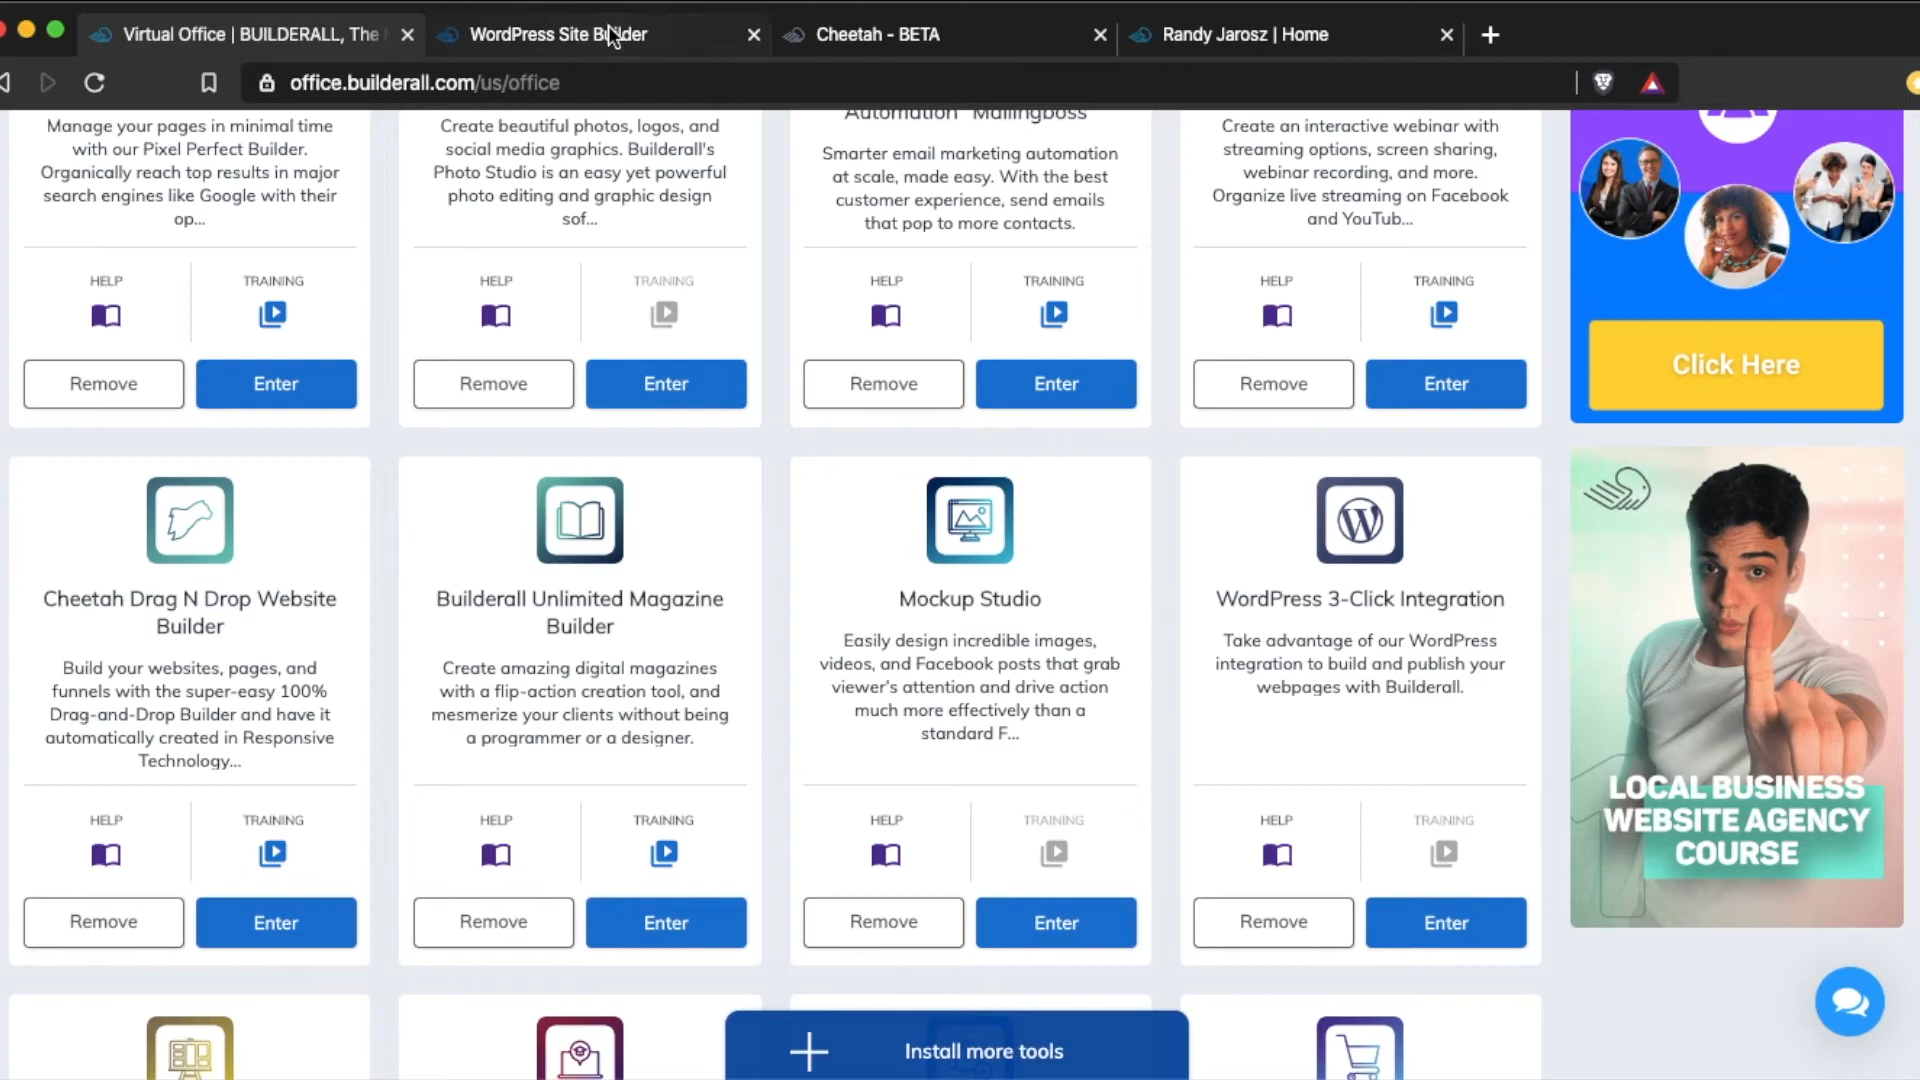 Virtual Office | BUILDERALL, The
WordPress Site Builder
Cheetah - BETA
Randy Jarosz | Home
office.builderall.com/us/office
Manage your pages in minimal time
with our Pixel Perfect Builder.
Organically reach top results in major
search engines like Google with their
op...
HELP
TRAINING
Remove
Enter
Create beautiful photos, logos, and
social media graphics. Builderall's
Photo Studio is an easy yet powerful
photo editing and graphic design
sof...
HELP
TRAINING
Remove
Enter
Automation "Mailingboss"
Smarter email marketing automation
at scale, made easy. With the best
customer experience, send emails
that pop to more contacts.
HELP
TRAINING
Remove
Enter
Create an interactive webinar with
streaming options, screen sharing,
webinar recording, and more.
Organize live streaming on Facebook
and YouTub...
HELP
TRAINING
Remove
Enter
Click Here
Cheetah Drag N Drop Website
Builder
Build your websites, pages, and
funnels with the super-easy 100%
Drag-and-Drop Builder and have it
automatically created in Responsive
Technology...
HELP
TRAINING
Remove
Enter
Builderall Unlimited Magazine
Builder
Create amazing digital magazines
with a flip-action creation tool, and
mesmerize your clients without being
a programmer or a designer.
HELP
TRAINING
Remove
Enter
Mockup Studio
Easily design incredible images,
videos, and Facebook posts that grab
viewer's attention and drive action
much more effectively than a
standard F...
HELP
TRAINING
Remove
Enter
WordPress 3-Click Integration
Take advantage of our WordPress
integration to build and publish your
webpages with Builderall.
HELP
TRAINING
Remove
Enter
LOCAL BUSINESS
WEBSITE AGENCY
COURSE
Install more tools